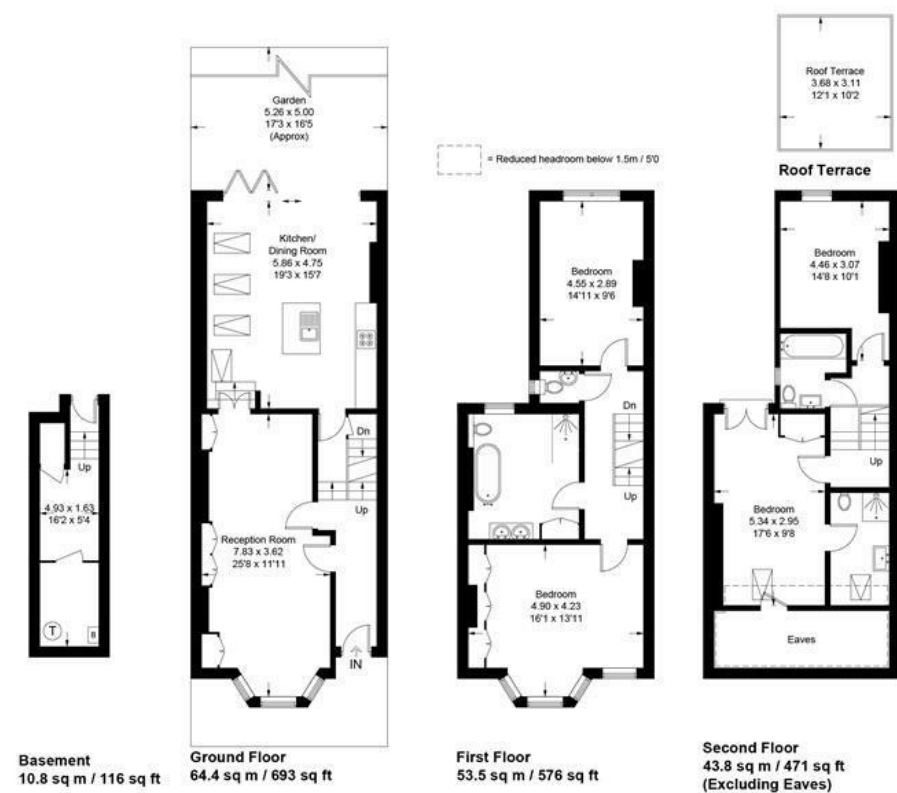 Roof Terrace
3.68 x 3.11
12'1 x 10'2
Roof Terrace
Garden
5.26 x 5.00
17'3 x 16'5
(Approx)
= Reduced headroom below 1.5m / 5'0
Kitchen/
Dining Room
5.86 x 4.75
19'3 x 15'7
Bedroom
4.55 x 2.89
14'11 x 9'6
Bedroom
4.46 x 3.07
14'8 x 10'1
Up
4.93 x 1.63
16'2 x 5'4
T
B
Dn
Up
Reception Room
7.83 x 3.62
25'8 x 11'11
IN
Dn
Up
Bedroom
4.90 x 4.23
16'1 x 13'11
Up
Bedroom
5.34 x 2.95
17'6 x 9'8
Eaves
Basement
10.8 sq m / 116 sq ft
Ground Floor
64.4 sq m / 693 sq ft
First Floor
53.5 sq m / 576 sq ft
Second Floor
43.8 sq m / 471 sq ft
(Excluding Eaves)